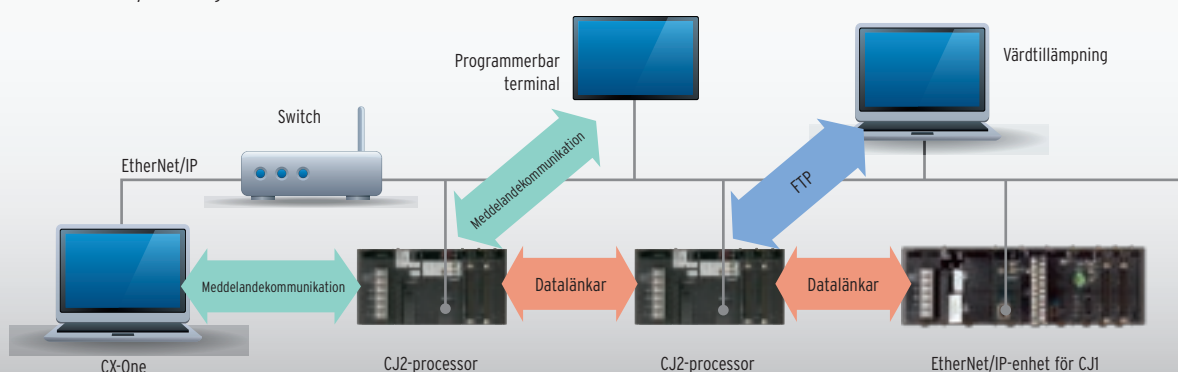 Programmerbar
terminal
Värdtillämpning
Switch
EtherNet/IP
Meddelandekommunikation
FTP
Meddelandekommunikation
Datalänkar
Datalänkar
CX-One
CJ2-processor
CJ2-processor
EtherNet/IP-enhet för CJ1